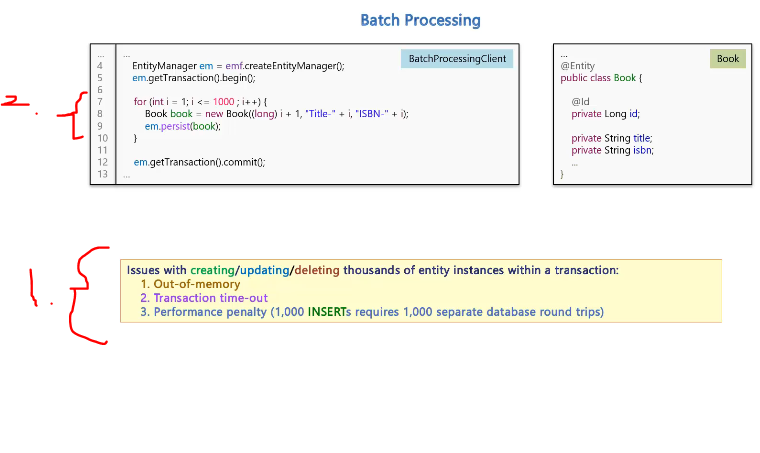 Batch Processing
2.
BatchProcessingClient
... ...
4 EntityManager em = emf.createEntityManager();
5 em.getTransaction().begin();
6
7 for (int i = 1; i <= 1000 ; i++) {
8 Book book = new Book((long) i + 1, "Title-" + i, "ISBN-" + i);
9 em.persist(book);
10 }
11
12 em.getTransaction().commit();
13 ...
Book
...
@Entity
public class Book {
@Id
private Long id;
private String title;
private String isbn;
...
}
1.
Issues with creating/updating/deleting thousands of entity instances within a transaction:
1. Out-of-memory
2. Transaction time-out
3. Performance penalty (1,000 INSERTs requires 1,000 separate database round trips)